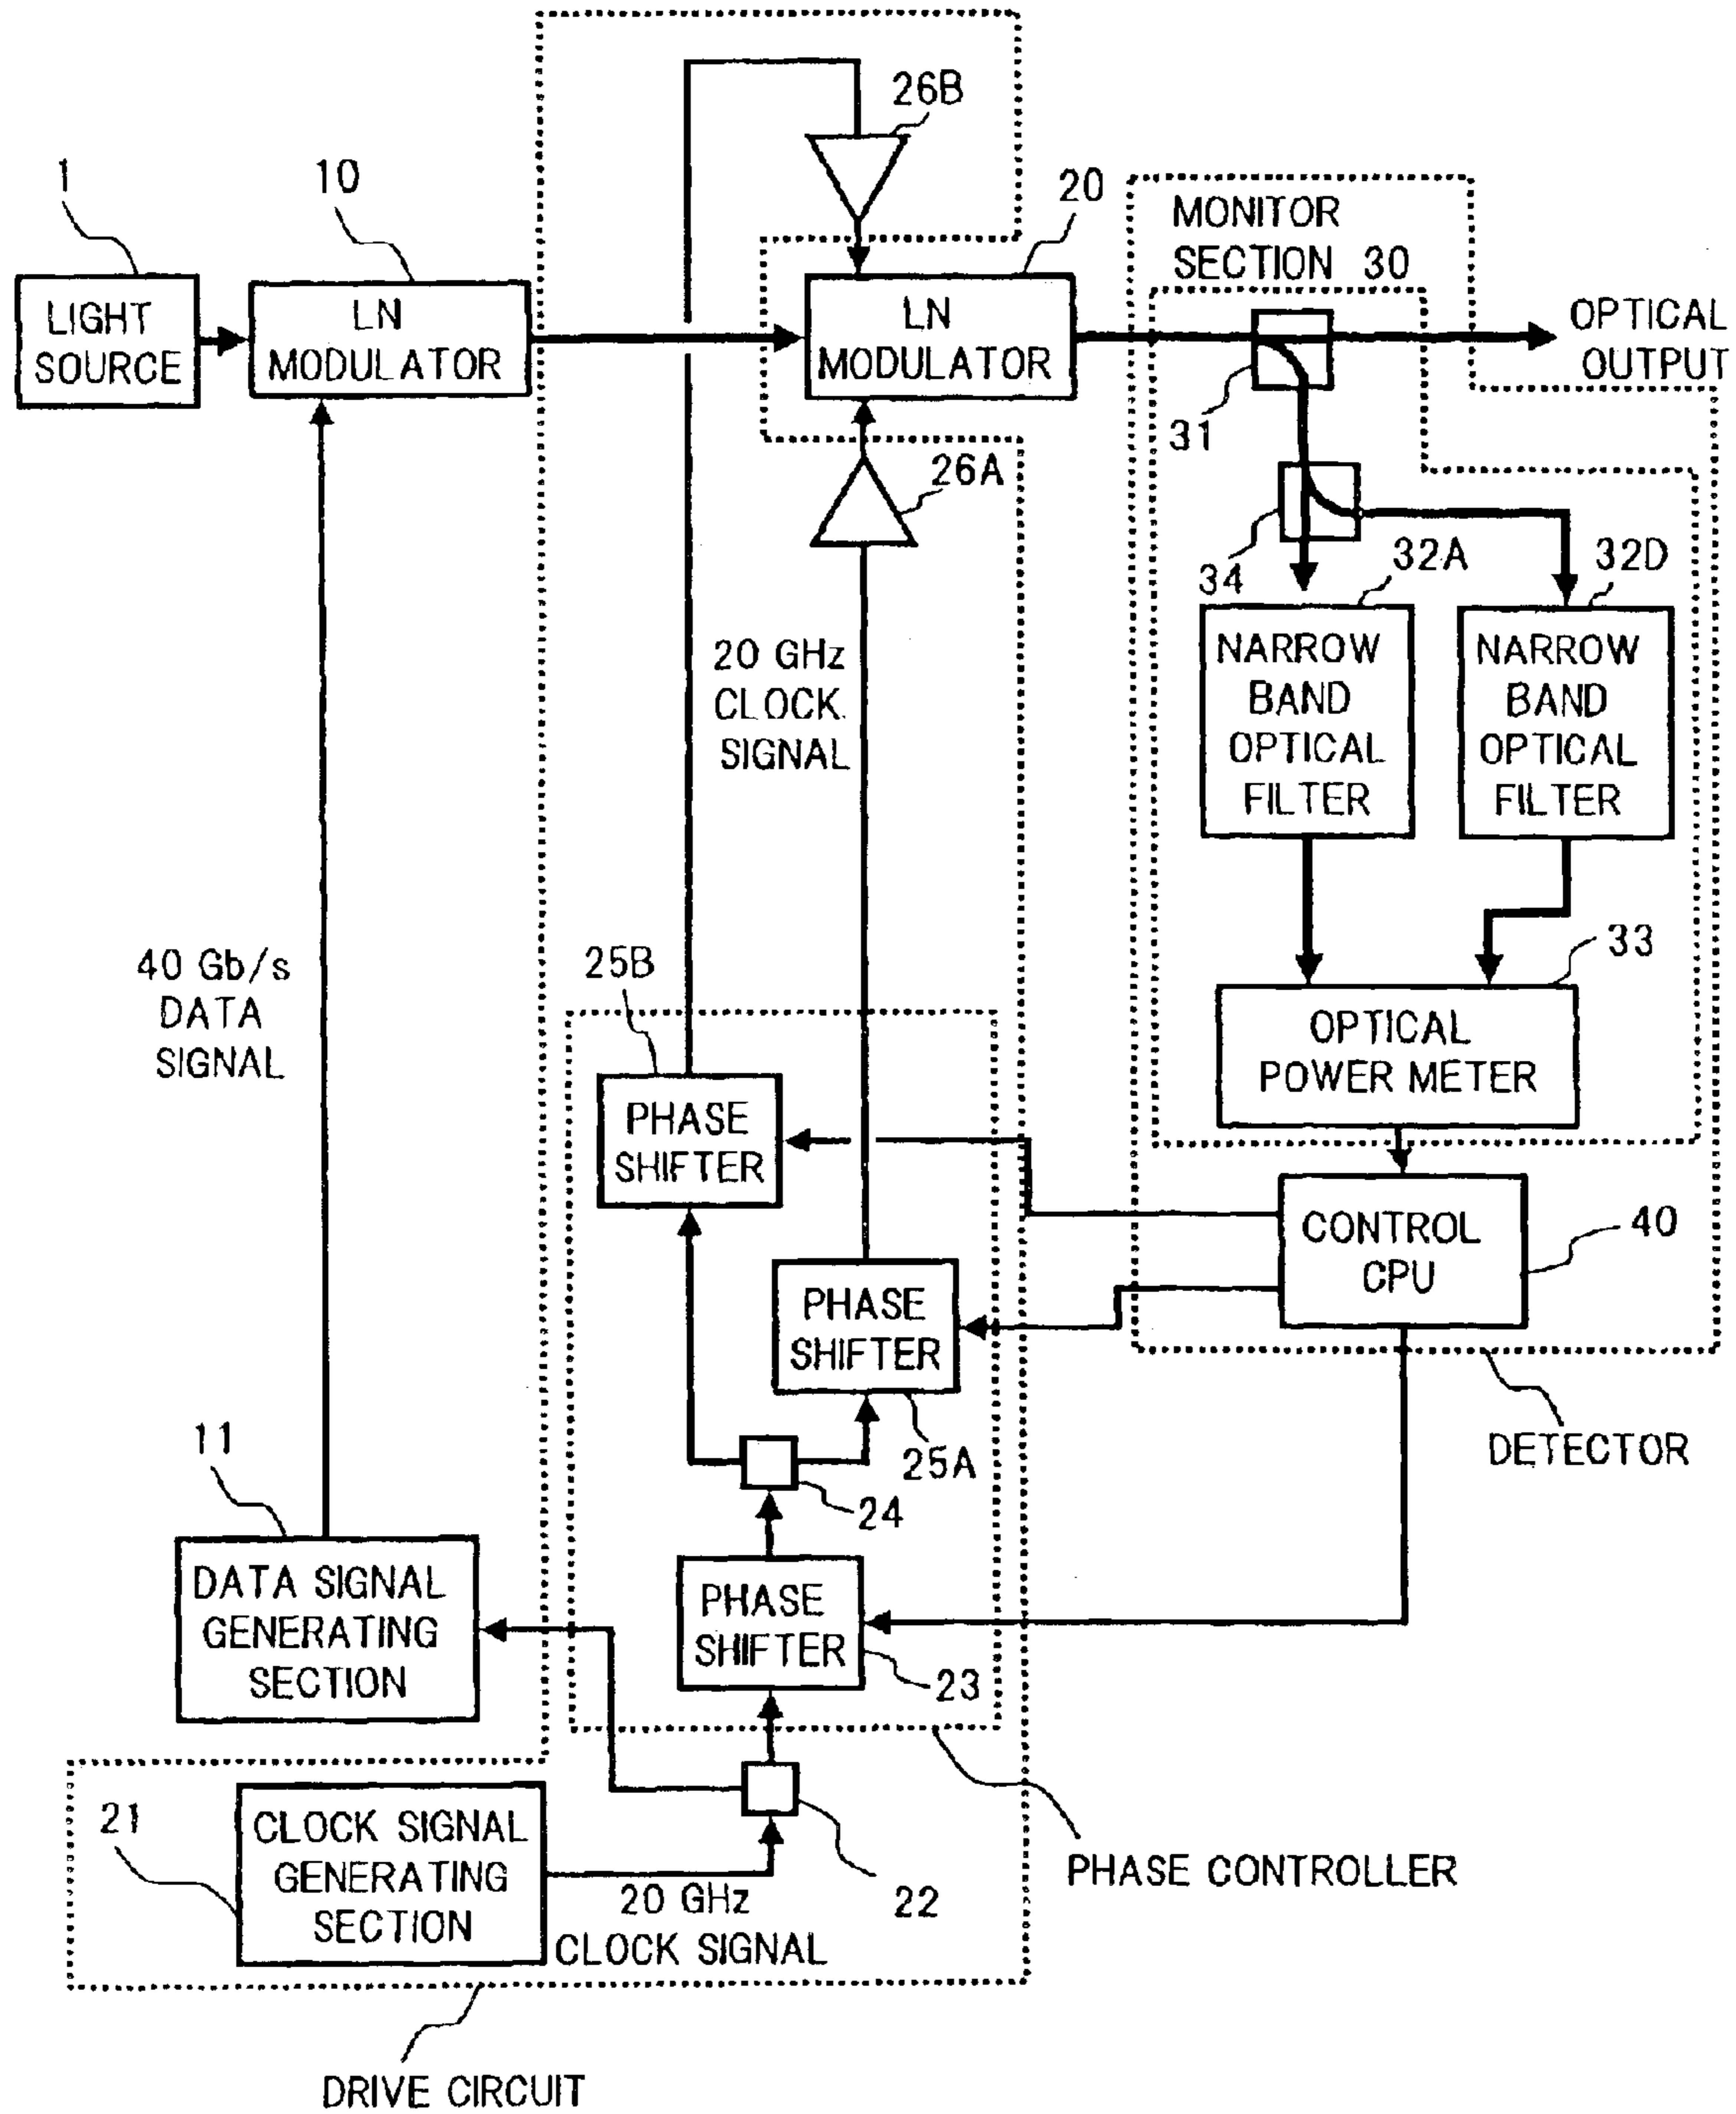 26B
1
10
20
MONITOR
SECTION 30
LIGHT
SOURCE
LN
MODULATOR
LN
MODULATOR
OPTICAL
OUTPUT
31
26A
34
32A
32D
20 GHz
CLOCK
SIGNAL
NARROW
BAND
OPTICAL
FILTER
NARROW
BAND
OPTICAL
FILTER
40 Gb/s
DATA
SIGNAL
25B
33
OPTICAL
POWER METER
PHASE
SHIFTER
CONTROL
CPU
40
PHASE
SHIFTER
25A
DETECTOR
11
24
DATA SIGNAL
GENERATING
SECTION
PHASE
SHIFTER
23
21
CLOCK SIGNAL
GENERATING
SECTION
20 GHz
CLOCK SIGNAL
22
PHASE CONTROLLER
DRIVE CIRCUIT